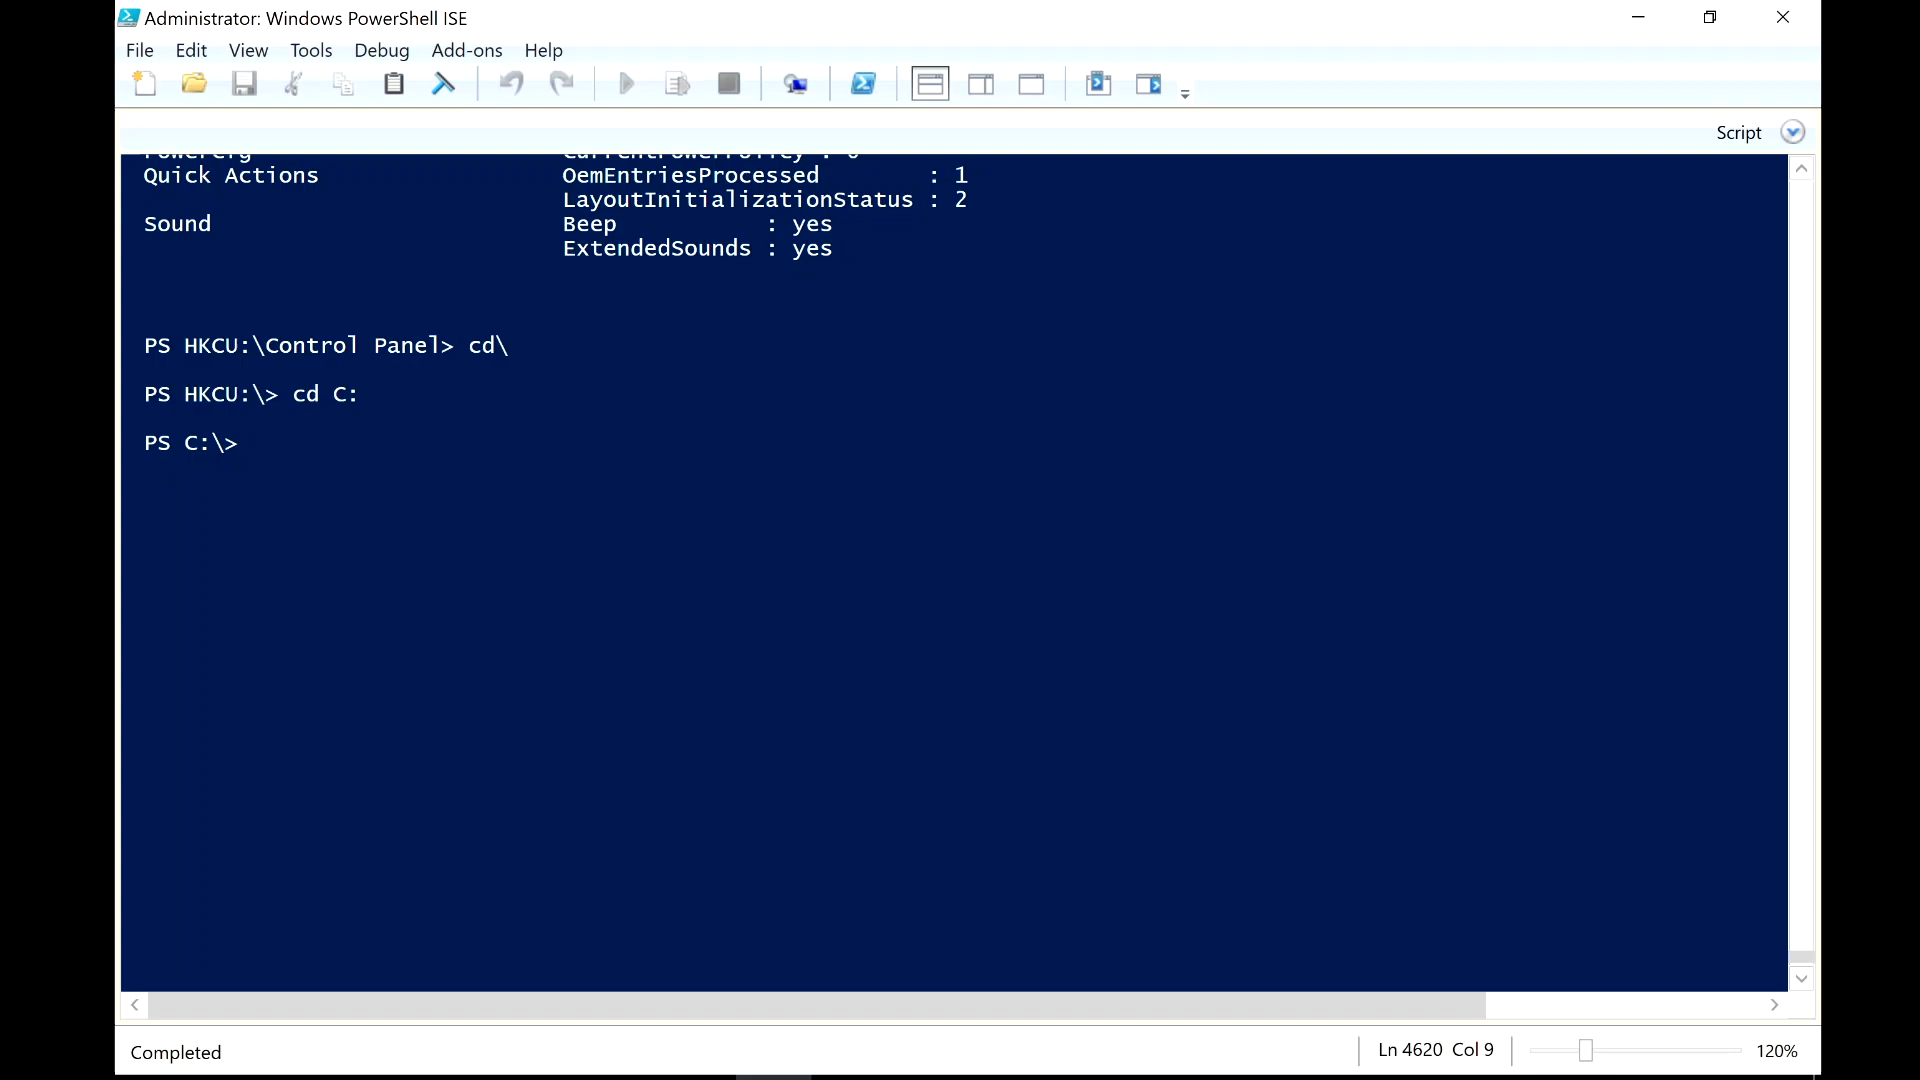 Administrator: Windows PowerShell ISE
File Edit View Tools Debug Add-ons Help
Script
Quick Actions OemEntriesProcessed : 1
LayoutInitializationStatus : 2
Sound Beep : yes
ExtendedSounds : yes
PS HKCU:\Control Panel> cd\
PS HKCU:\> cd C:
PS C:\>
Completed
Ln 4620 Col 9
120%